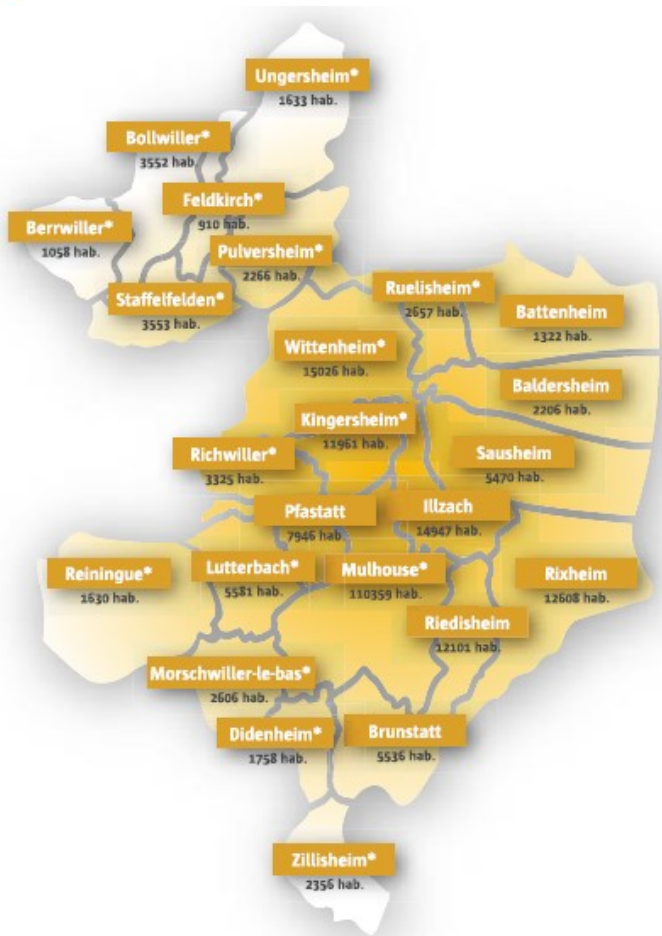 Ungersheim*
1633 hab.
Bollwiller*
3552 hab.
Feldkirch*
910 hab.
Berrwiller*
1058 hab.
Pulversheim*
2266 hab.
Staffelfelden*
3553 hab.
Ruelisheim*
2657 hab.
Battenheim
1322 hab.
Wittenheim*
15026 hab.
Baldersheim
2206 hab.
Kingersheim*
11961 hab.
Richwiller*
3325 hab.
Sausheim
5470 hab.
Pfastatt
7946 hab.
Illzach
14947 hab.
Reiningue*
1630 hab.
Lutterbach*
5581 hab.
Mulhouse*
110359 hab.
Rixheim
12608 hab.
Riedisheim
12101 hab.
Morschwiller-le-bas*
2606 hab.
Didenheim*
1758 hab.
Brunstatt
5536 hab.
Zillisheim*
2356 hab.